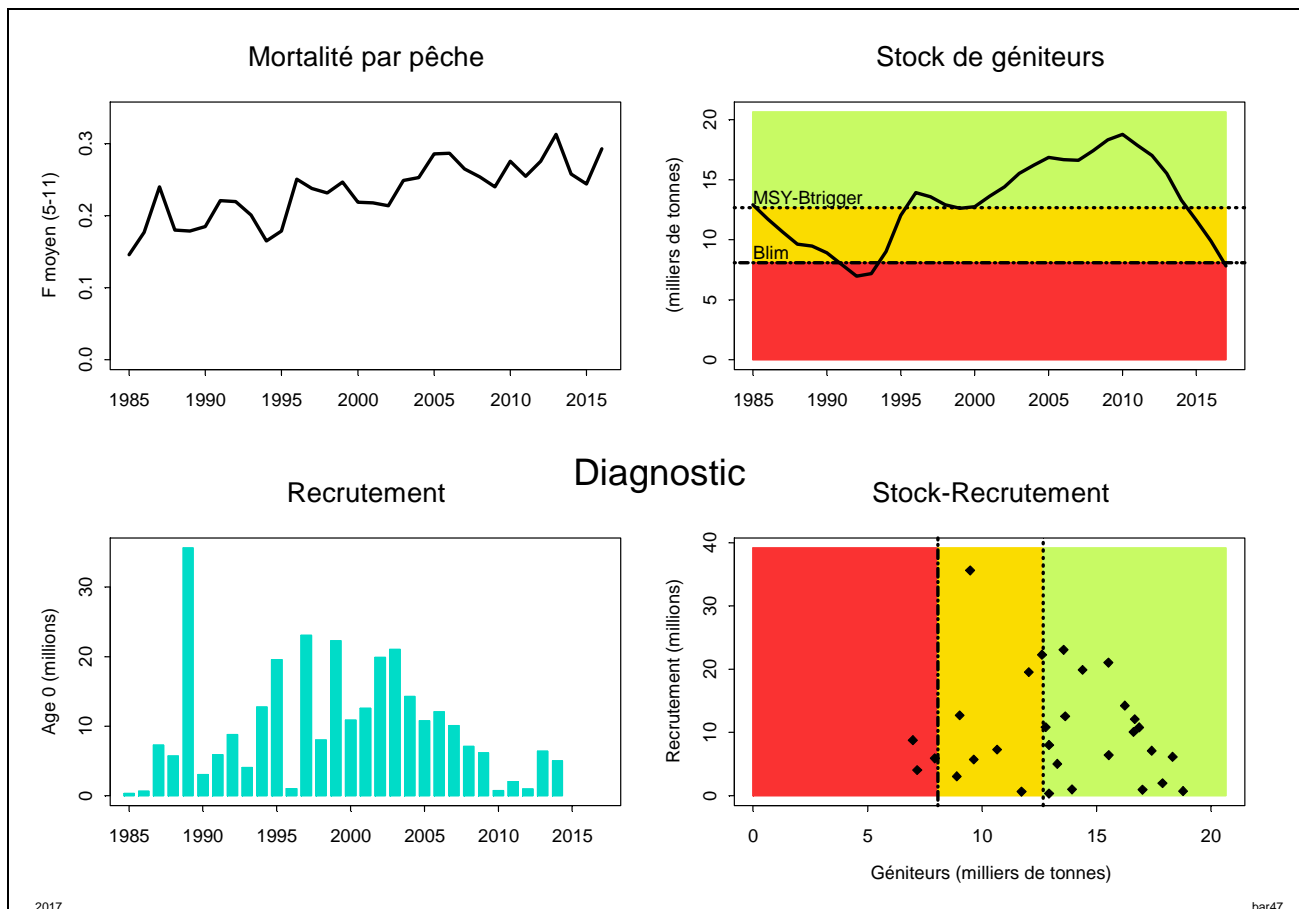 Mortalité par pêche
F moyen (5-11)
0.0
0.1
0.2
0.3
1985 1990 1995 2000 2005 2010 2015
Stock de géniteurs
(milliers de tonnes)
0
5
10
15
20
MSY-Btrigger
Blim
1985 1990 1995 2000 2005 2010 2015
Diagnostic
Recrutement
Age 0 (millions)
0
10
20
30
1985 1990 1995 2000 2005 2010 2015
Stock-Recrutement
Recrutement (millions)
0
10
20
30
40
0 5 10 15 20
Géniteurs (milliers de tonnes)
2017
bar47